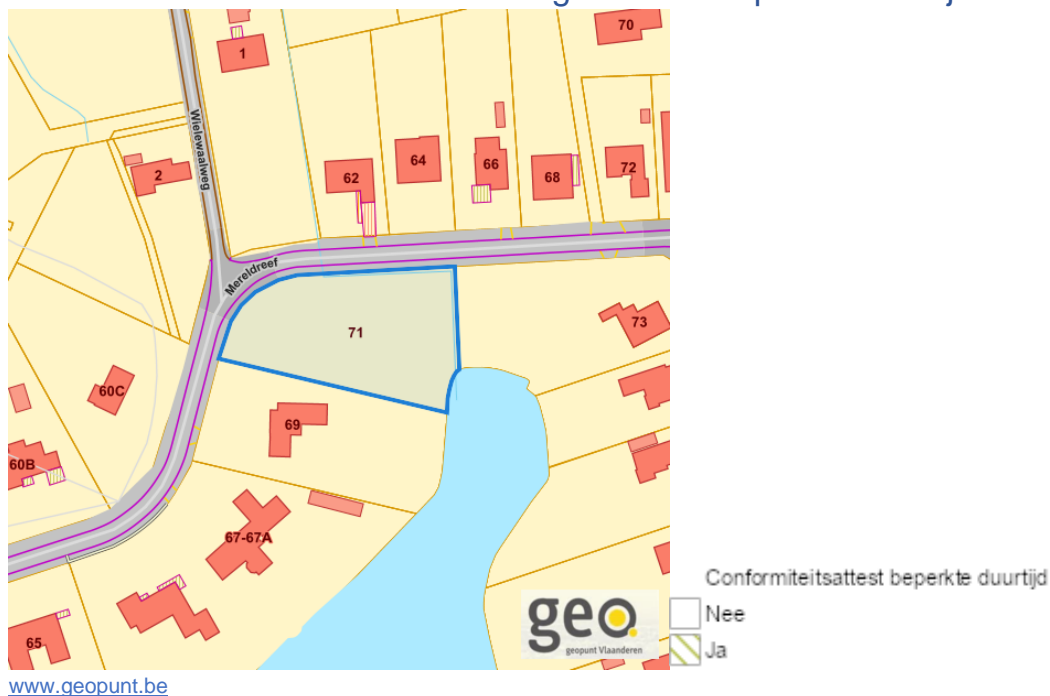 70
1
Wielewaalweg
64
66
62
68
72
2
Mereldreef
71
73
60C
69
60B
67-67A
65
geo.
geopunt Vlaanderen
Conformiteitsattest beperkte duurtijd
Nee
Ja
www.geopunt.be